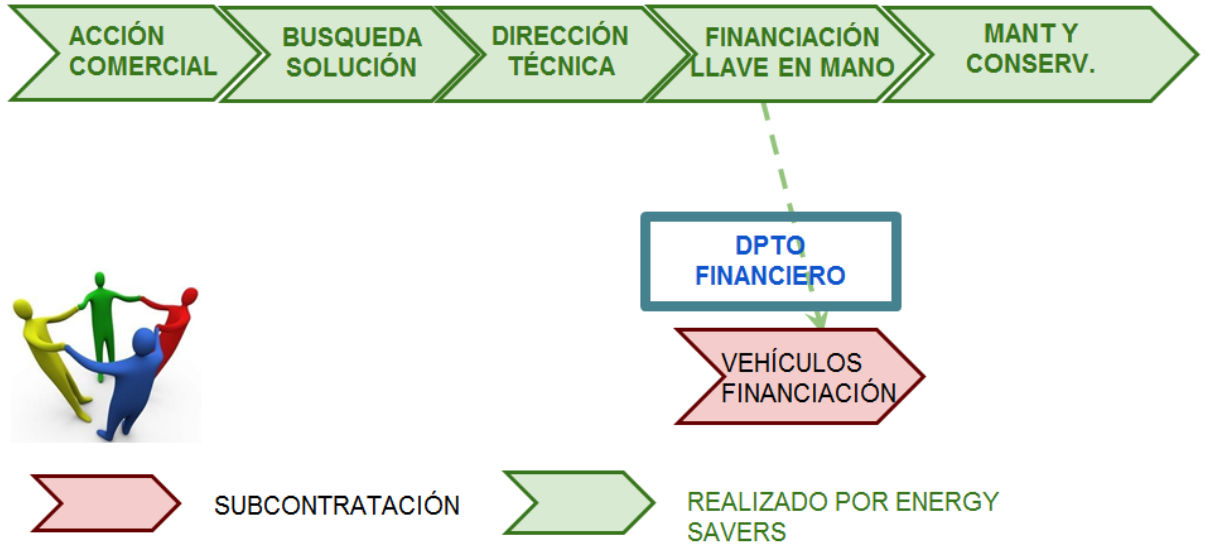 ACCIÓN
COMERCIAL
BUSQUEDA
SOLUCIÓN
DIRECCIÓN
TÉCNICA
FINANCIACIÓN
LLAVE EN MANO
MANT Y
CONSERV.
DPTO
FINANCIERO
VEHÍCULOS
FINANCIACIÓN
SUBCONTRATACIÓN
REALIZADO POR ENERGY
SAVERS